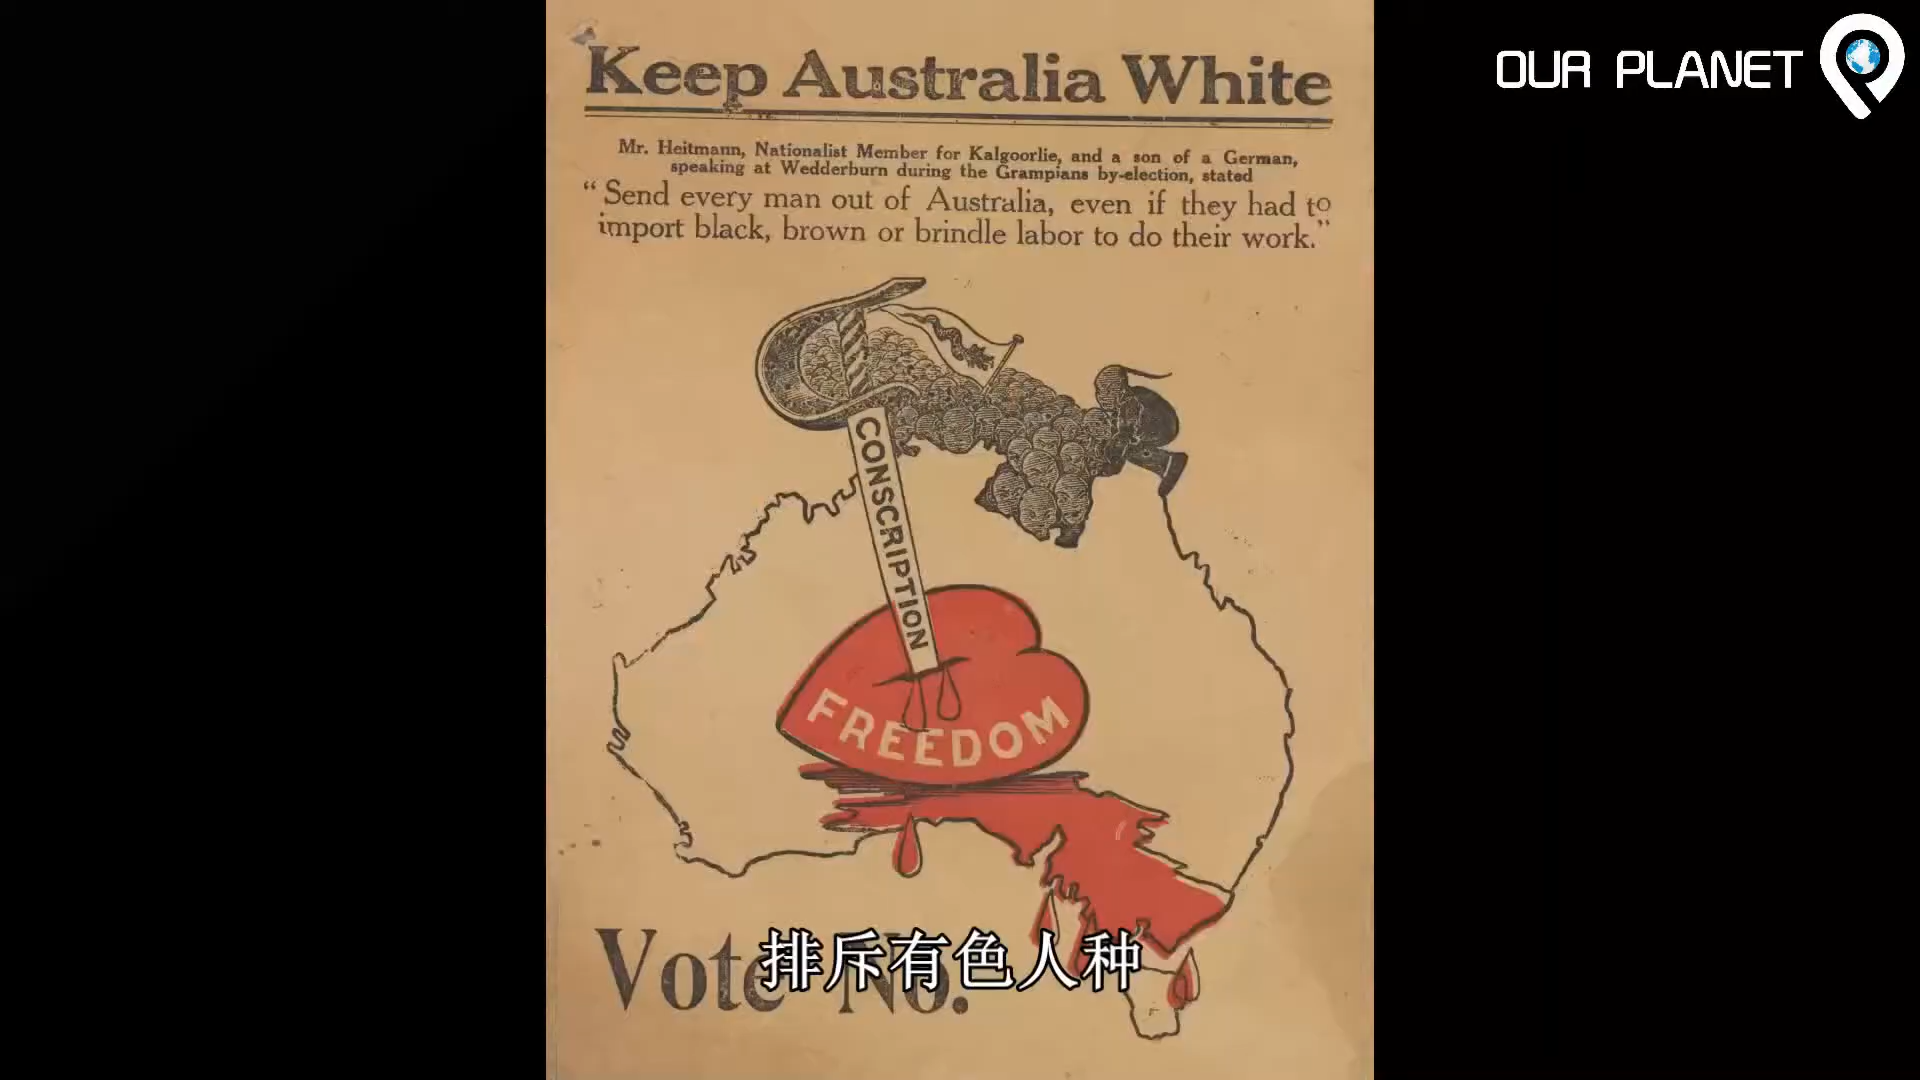 OUR PLANET
Keep Australia White
Mr. Heitmann, Nationalist Member for Kalgoorlie, and a son of a German,
speaking at Wedderburn during the Grampians by-election, stated
“Send every man out of Australia, even if they had to
import black, brown or brindle labor to do their work.”
CONSCRIPTION
FREEDOM
Vote No.
排斥有色人种